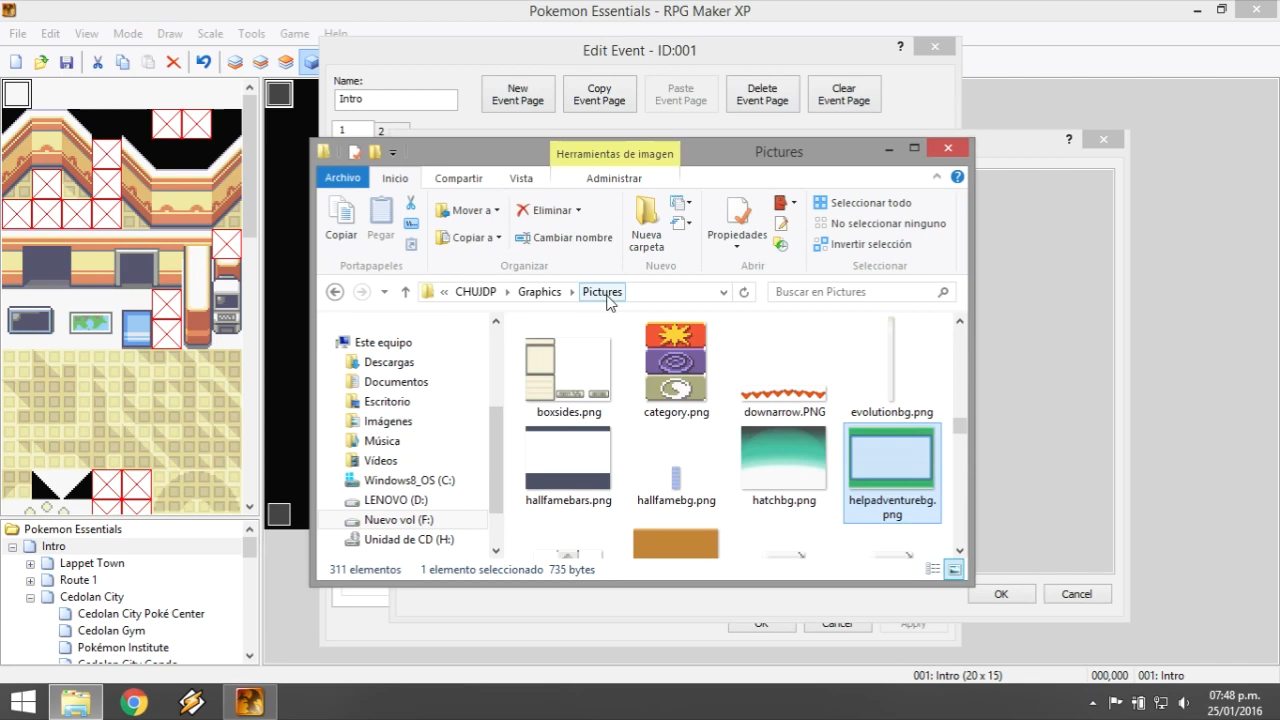 Pokemon Essentials - RPG Maker XP
File Edit View Mode Draw Scale Tools Game Help
Edit Event - ID:001
Name:
Intro
New Event Page
Copy Event Page
Paste Event Page
Delete Event Page
Clear Event Page
1 2
Herramientas de imagen
Pictures
Archivo Inicio Compartir Vista Administrar
Copiar
Pegar
Portapapeles
Mover a
Copiar a
Eliminar
Cambiar nombre
Organizar
Nueva carpeta
Nuevo
Propiedades
Abrir
Seleccionar todo
No seleccionar ninguno
Invertir selección
Seleccionar
« CHUJDP Graphics Pictures
Buscar en Pictures
Este equipo
Descargas
Documentos
Escritorio
Imágenes
Música
Vídeos
Windows8_OS (C:)
LENOVO (D:)
Nuevo vol (F:)
Unidad de CD (H:)
boxsides.png
category.png
downarrow.PNG
evolutionbg.png
hallfamebars.png
hallfamebg.png
hatchbg.png
helpadventurebg.
png
311 elementos 1 elemento seleccionado 735 bytes
OK Cancel
OK Cancel Apply
Pokemon Essentials
Intro
Lappet Town
Route 1
Cedolan City
Cedolan City Poké Center
Cedolan Gym
Pokémon Institute
Cedolan City Condo
001: Intro (20 x 15) 000,000 001: Intro
07:48 p.m.
25/01/2016